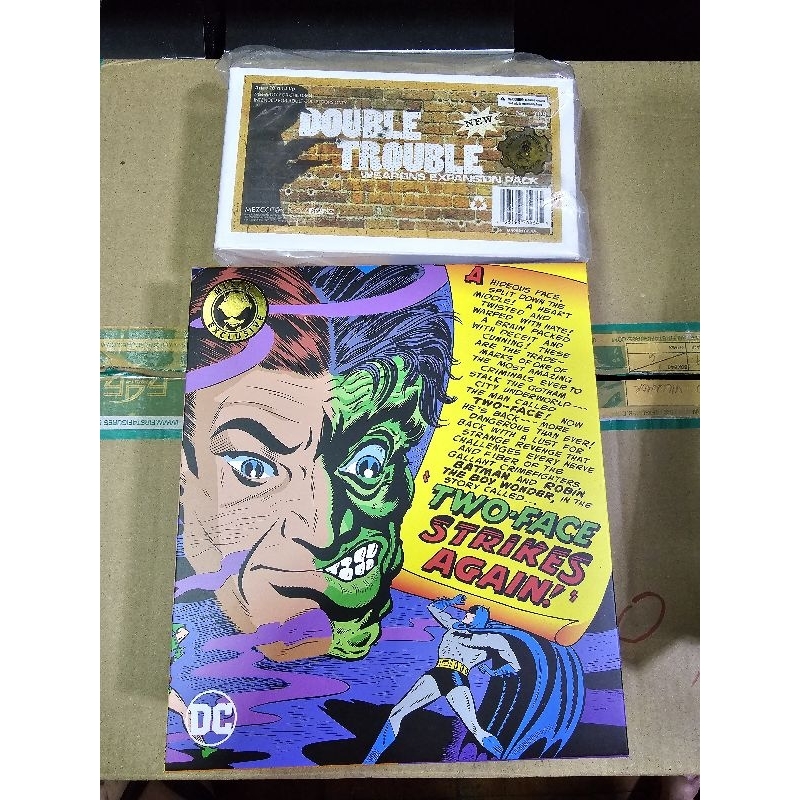 DOUBLE
NEW
TROUBLE
WEAPONS EXPANSION PACK
EXCLUSIVE
A
HIDEOUS FACE,
SPLIT DOWN THE
MIDDLE! A HEART
TWISTED AND
WARPED WITH HATE!
A BRAIN PACKED
WITH DECEIT AND
CUNNING! THESE
ARE THE TRADE--
MARKS OF ONE OF
THE MOST AMAZING
CRIMINALS EVER TO
STALK THE GOTHAM
CITY UNDERWORLD---
THE MAN CALLED
TWO-FACE! NOW
HE'S BACK--- MORE
DANGEROUS THAN EVER!
BACK WITH A LUST FOR
STRANGE REVENGE THAT
CHALLENGES EVERY NERVE
AND FIBER OF THE
GALLANT CRIMEFIGHTERS
BATMAN AND ROBIN
THE BOY WONDER, IN THE
STORY CALLED---
TWO-FACE
STRIKES
AGAIN!
DC